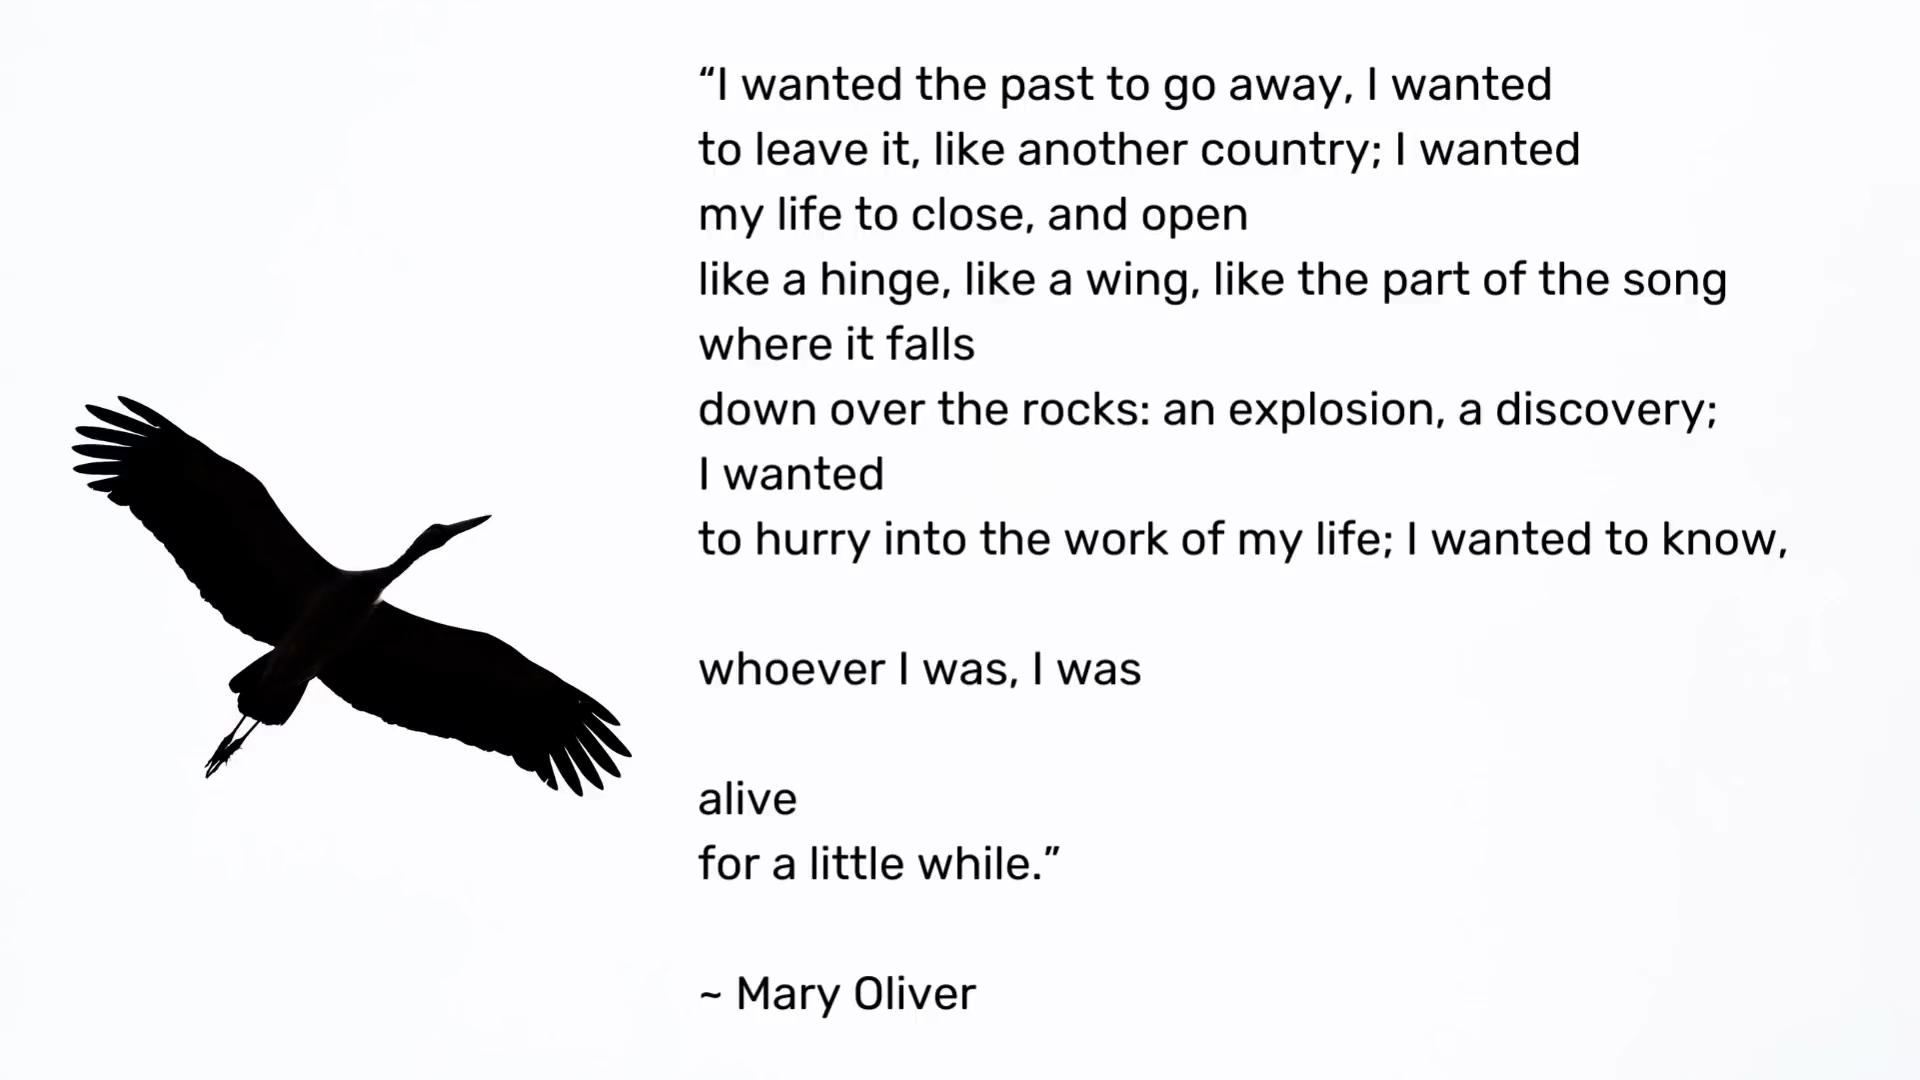 “I wanted the past to go away, I wanted
to leave it, like another country; I wanted
my life to close, and open
like a hinge, like a wing, like the part of the song
where it falls
down over the rocks: an explosion, a discovery;
I wanted
to hurry into the work of my life; I wanted to know,
whoever I was, I was
alive
for a little while.”
~ Mary Oliver